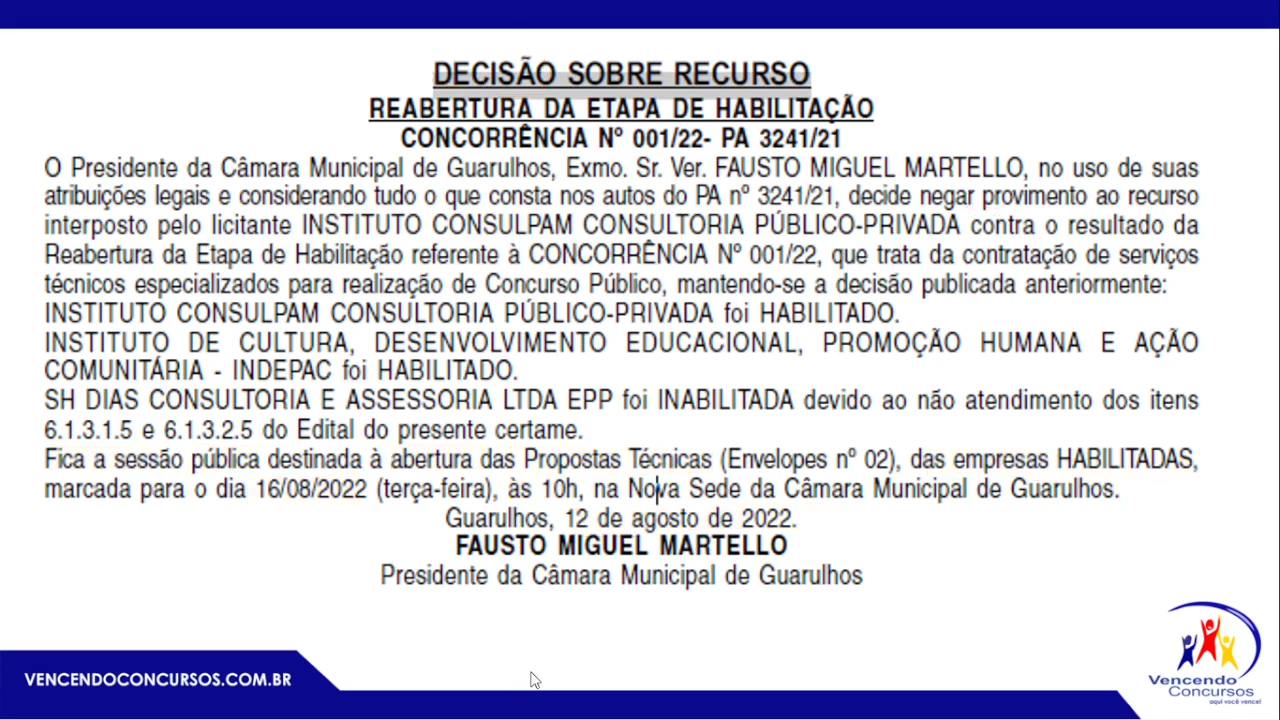 DECISÃO SOBRE RECURSO
REABERTURA DA ETAPA DE HABILITAÇÃO
CONCORRÊNCIA Nº 001/22- PA 3241/21
O Presidente da Câmara Municipal de Guarulhos, Exmo. Sr. Ver. FAUSTO MIGUEL MARTELLO, no uso de suas
atribuições legais e considerando tudo o que consta nos autos do PA nº 3241/21, decide negar provimento ao recurso
interposto pelo licitante INSTITUTO CONSULPAM CONSULTORIA PÚBLICO-PRIVADA contra o resultado da
Reabertura da Etapa de Habilitação referente à CONCORRÊNCIA Nº 001/22, que trata da contratação de serviços
técnicos especializados para realização de Concurso Público, mantendo-se a decisão publicada anteriormente:
INSTITUTO CONSULPAM CONSULTORIA PÚBLICO-PRIVADA foi HABILITADO.
INSTITUTO DE CULTURA, DESENVOLVIMENTO EDUCACIONAL, PROMOÇÃO HUMANA E AÇÃO
COMUNITÁRIA - INDEPAC foi HABILITADO.
SH DIAS CONSULTORIA E ASSESSORIA LTDA EPP foi INABILITADA devido ao não atendimento dos itens
6.1.3.1.5 e 6.1.3.2.5 do Edital do presente certame.
Fica a sessão pública destinada à abertura das Propostas Técnicas (Envelopes nº 02), das empresas HABILITADAS,
marcada para o dia 16/08/2022 (terça-feira), às 10h, na Nova Sede da Câmara Municipal de Guarulhos.
Guarulhos, 12 de agosto de 2022.
FAUSTO MIGUEL MARTELLO
Presidente da Câmara Municipal de Guarulhos
VENCENDOCONCURSOS.COM.BR
Vencendo
Concursos
aqui você vence!